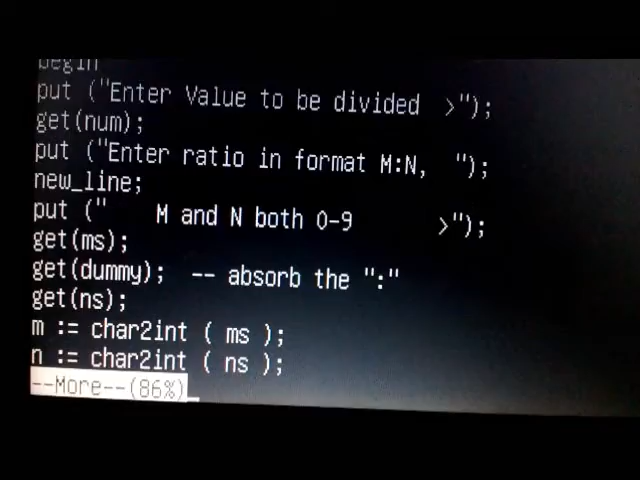 begin
put ("Enter Value to be divided  >");
get(num);
put ("Enter ratio in format M:N,   ");
new_line;
put ("     M and N both 0-9        >");
get(ms);
get(dummy);  -- absorb the ":"
get(ns);
m := char2int ( ms );
n := char2int ( ns );
--More--(86%)